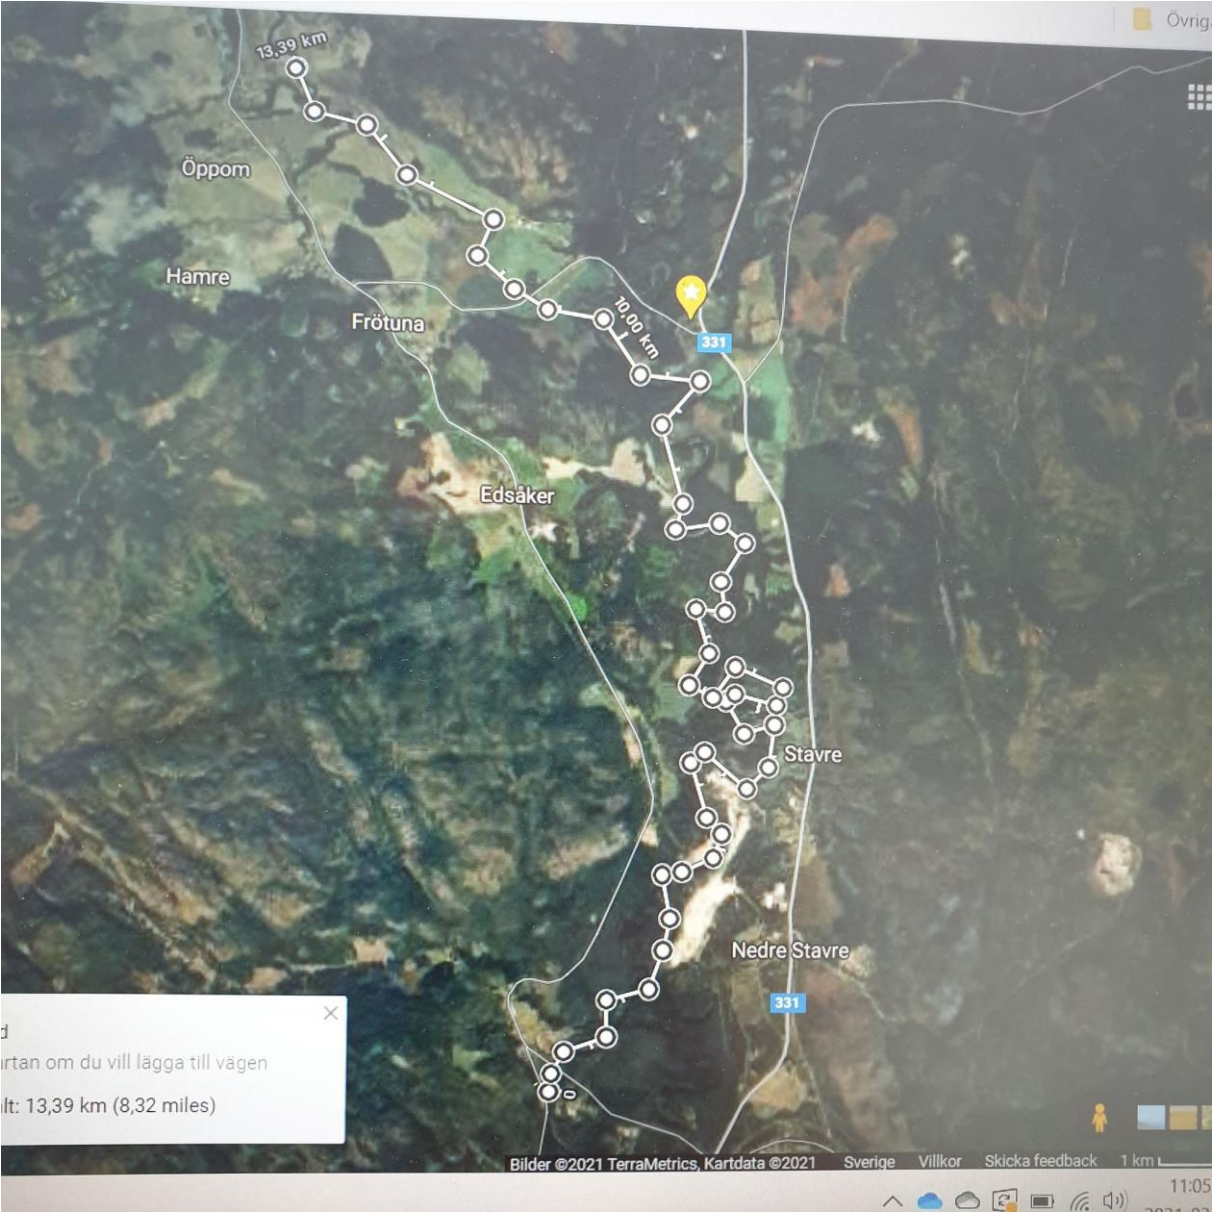 Övrig
13,39 km
Öppom
Hamre
Frötuna
10,00 km
331
Edsåker
Stavre
Nedre Stavre
331
d
artan om du vill lägga till vägen
lt: 13,39 km (8,32 miles)
0
Bilder ©2021 TerraMetrics, Kartdata ©2021 Sverige Villkor Skicka feedback 1 km
11:05